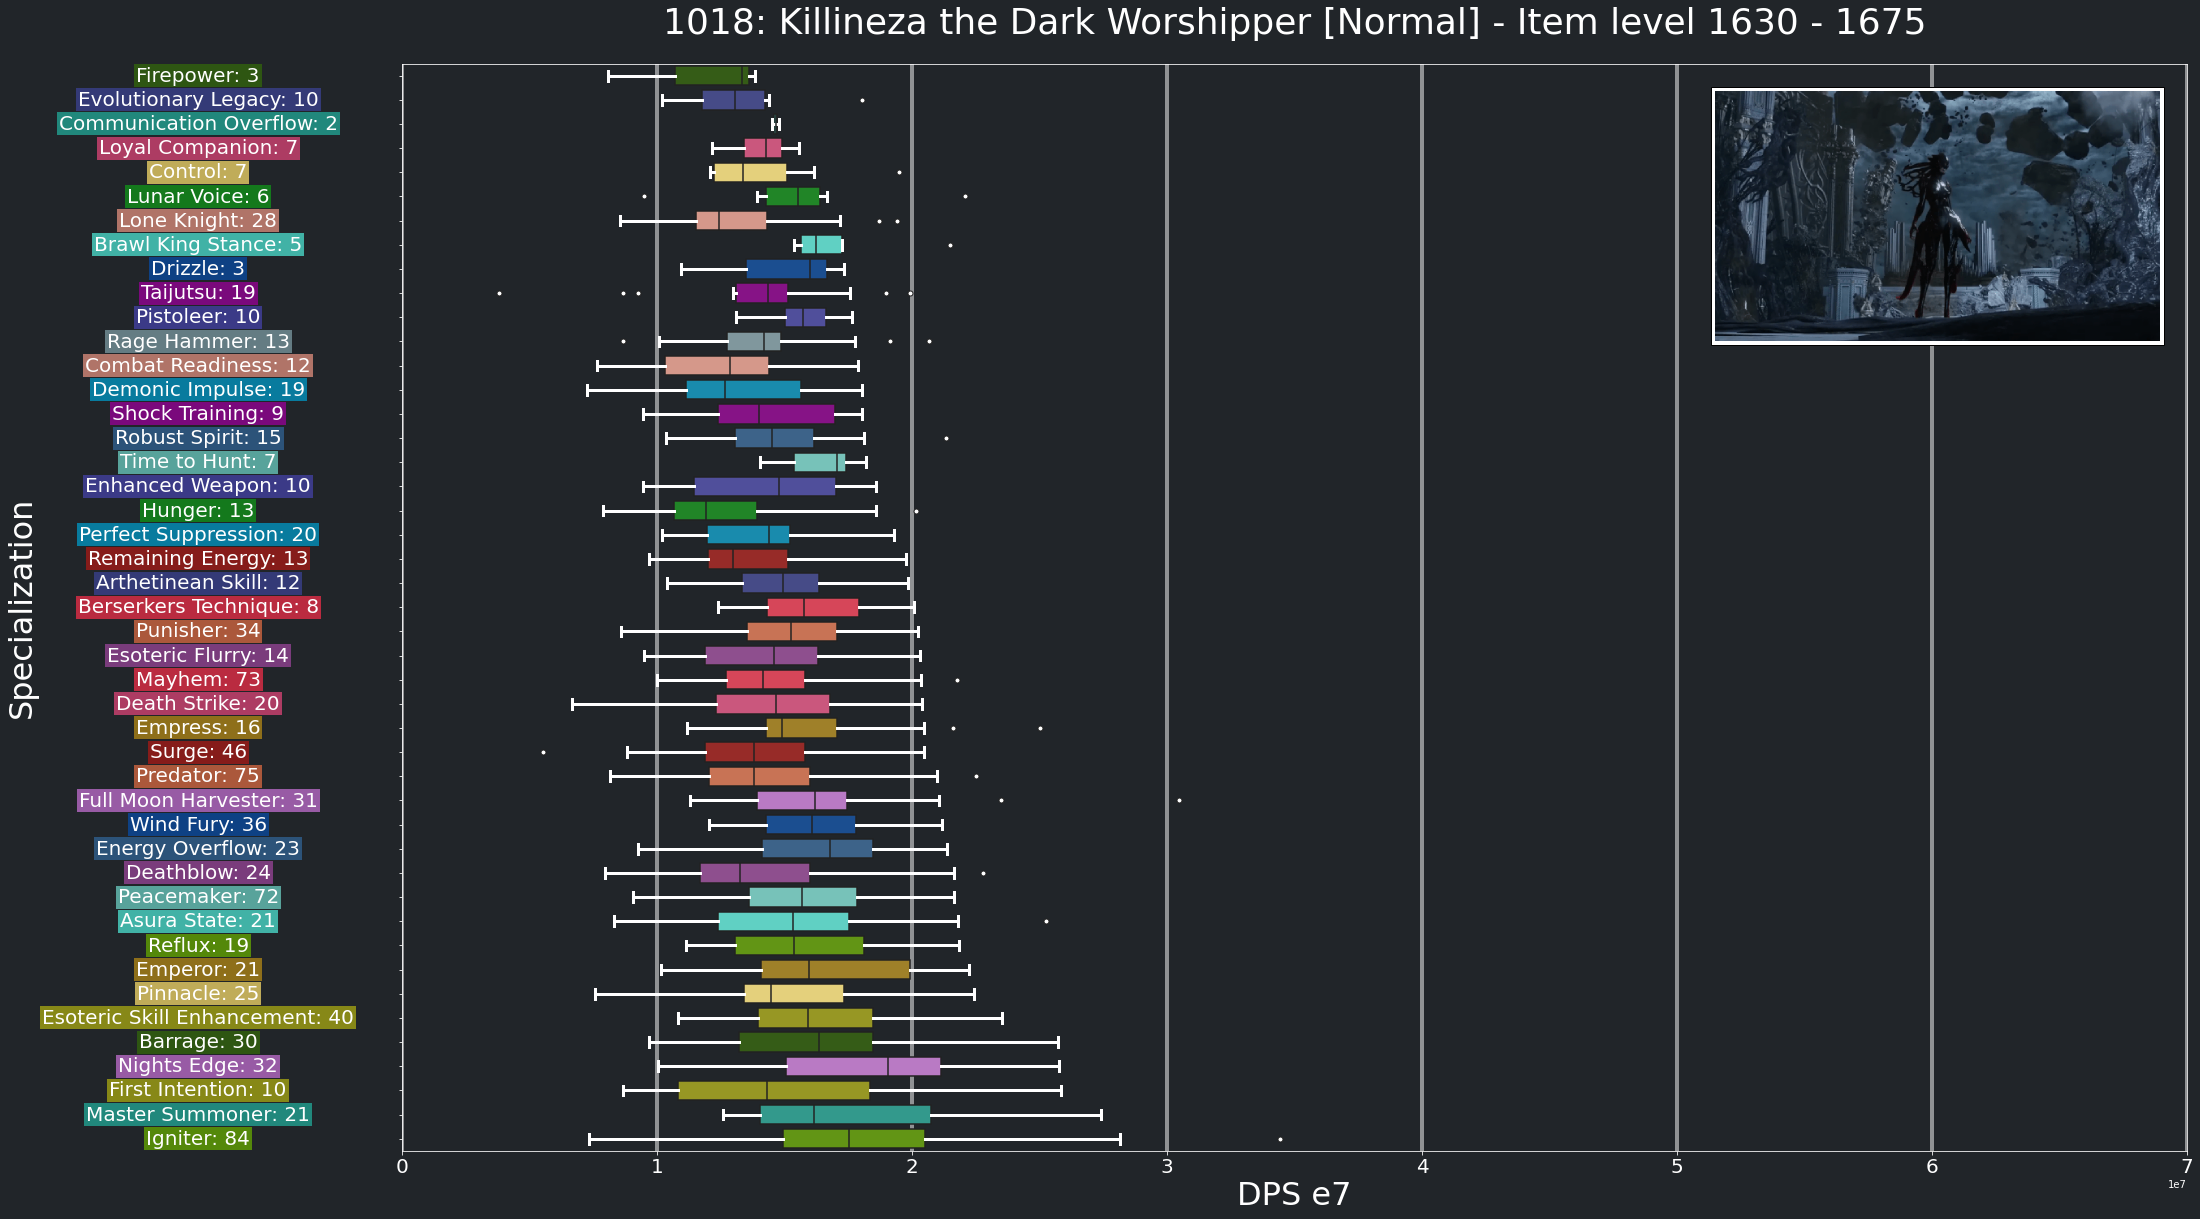 1018: Killineza the Dark Worshipper [Normal] - Item level 1630 - 1675
Firepower: 3
Evolutionary Legacy: 10
Communication Overflow: 2
Loyal Companion: 7
Control: 7
Lunar Voice: 6
Lone Knight: 28
Brawl King Stance: 5
Drizzle: 3
Taijutsu: 19
Pistoleer: 10
Rage Hammer: 13
Combat Readiness: 12
Demonic Impulse: 19
Shock Training: 9
Robust Spirit: 15
Time to Hunt: 7
Enhanced Weapon: 10
Hunger: 13
Perfect Suppression: 20
Remaining Energy: 13
Arthetinean Skill: 12
Berserkers Technique: 8
Punisher: 34
Esoteric Flurry: 14
Mayhem: 73
Death Strike: 20
Empress: 16
Surge: 46
Predator: 75
Full Moon Harvester: 31
Wind Fury: 36
Energy Overflow: 23
Deathblow: 24
Peacemaker: 72
Asura State: 21
Reflux: 19
Emperor: 21
Pinnacle: 25
Esoteric Skill Enhancement: 40
Barrage: 30
Nights Edge: 32
First Intention: 10
Master Summoner: 21
Igniter: 84
Specialization
0 1 2 3 4 5 6 7
1e7
DPS e7